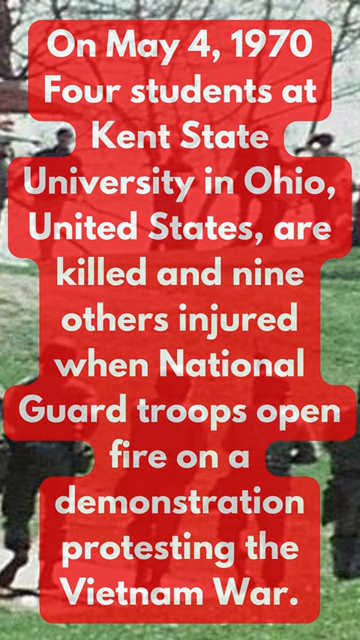 On May 4, 1970
Four students at
Kent State
University in Ohio,
United States, are
killed and nine
others injured
when National
Guard troops open
fire on a
demonstration
protesting the
Vietnam War.